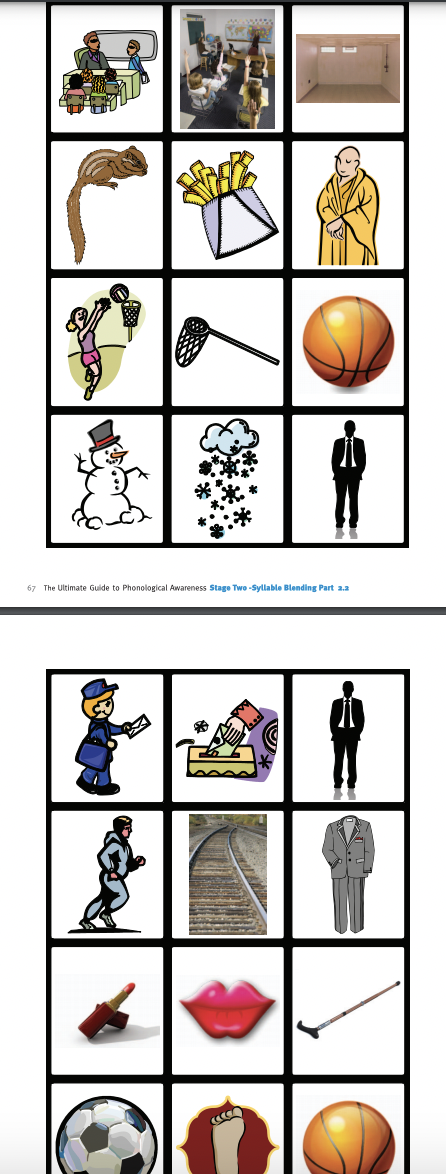 67 The Ultimate Guide to Phonological Awareness Stage Two -Syllable Blending Part 2.2